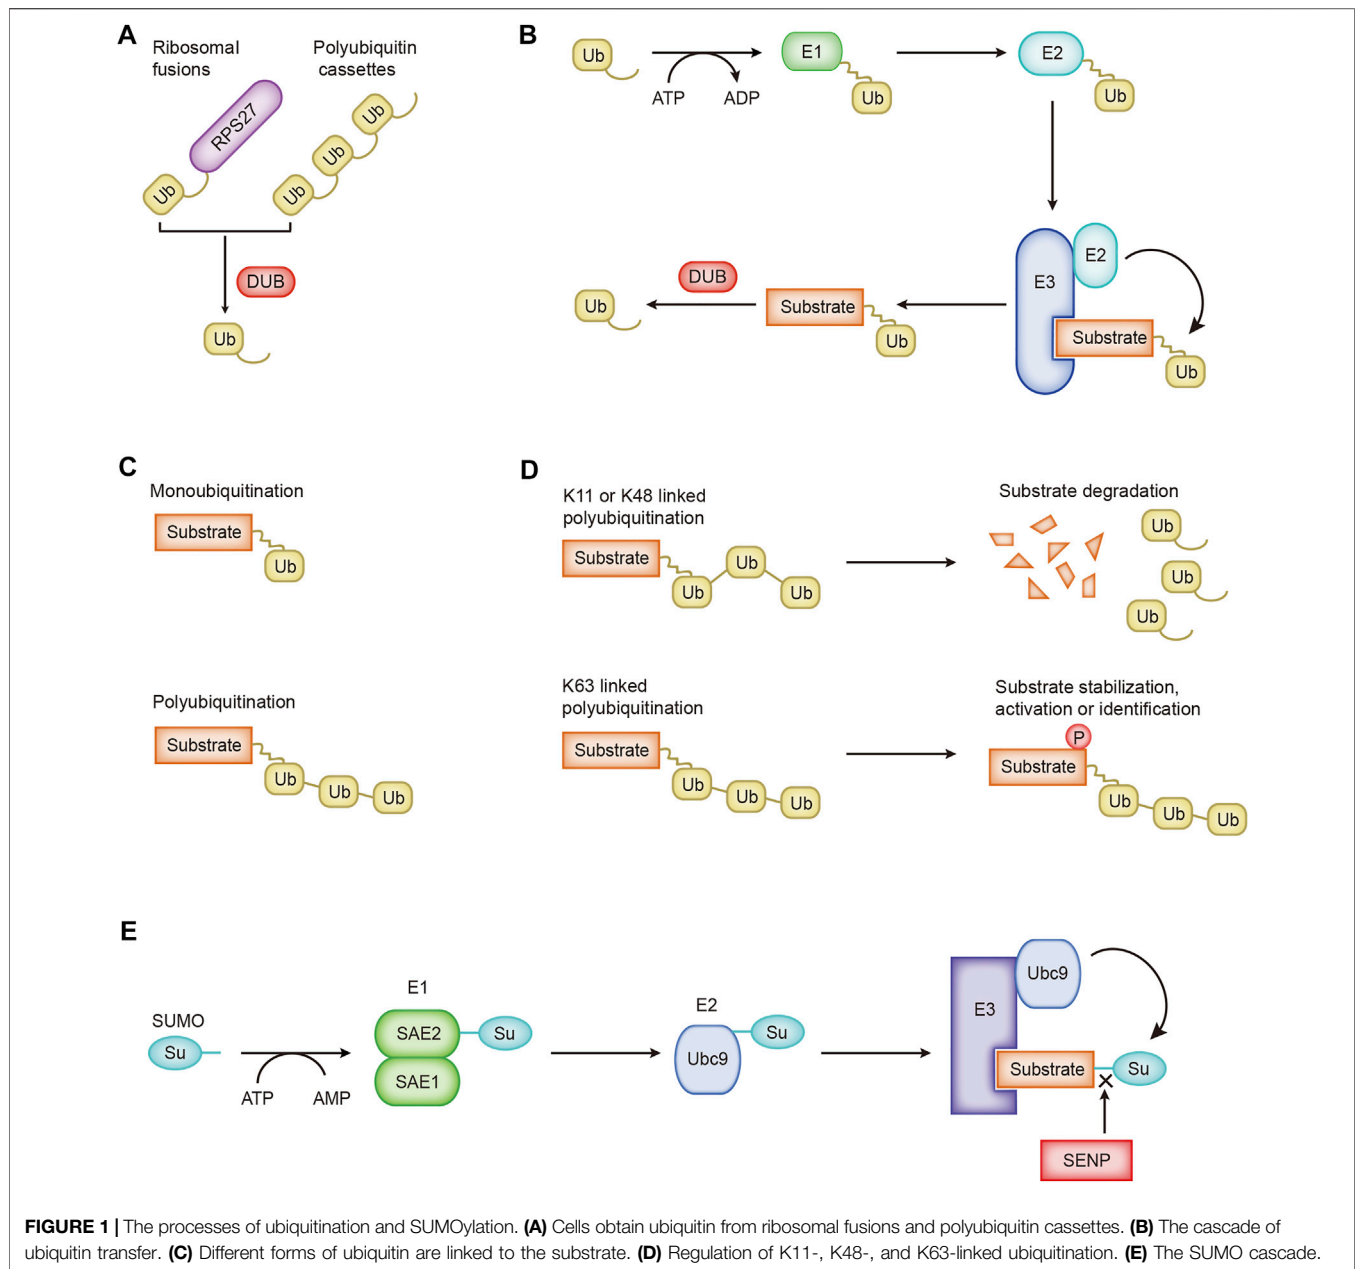 A
Ribosomal
fusions
Polyubiquitin
cassettes
RPS27
Ub
Ub
Ub
Ub
DUB
Ub
B
Ub
ATP
ADP
E1
Ub
E2
Ub
E3
E2
Substrate
Ub
Substrate
Ub
DUB
Ub
C
Monoubiquitination
Substrate
Ub
Polyubiquitination
Substrate
Ub
Ub
Ub
D
K11 or K48 linked
polyubiquitination
Substrate
Ub
Ub
Ub
Substrate degradation
Ub
Ub
Ub
K63 linked
polyubiquitination
Substrate
Ub
Ub
Ub
Substrate stabilization,
activation or identification
P
Substrate
Ub
Ub
Ub
E
SUMO
Su
ATP
AMP
E1
SAE2
Su
SAE1
E2
Su
Ubc9
E3
Ubc9
Substrate
Su
SENP
FIGURE 1 | The processes of ubiquitination and SUMOylation. (A) Cells obtain ubiquitin from ribosomal fusions and polyubiquitin cassettes. (B) The cascade of
ubiquitin transfer. (C) Different forms of ubiquitin are linked to the substrate. (D) Regulation of K11-, K48-, and K63-linked ubiquitination. (E) The SUMO cascade.